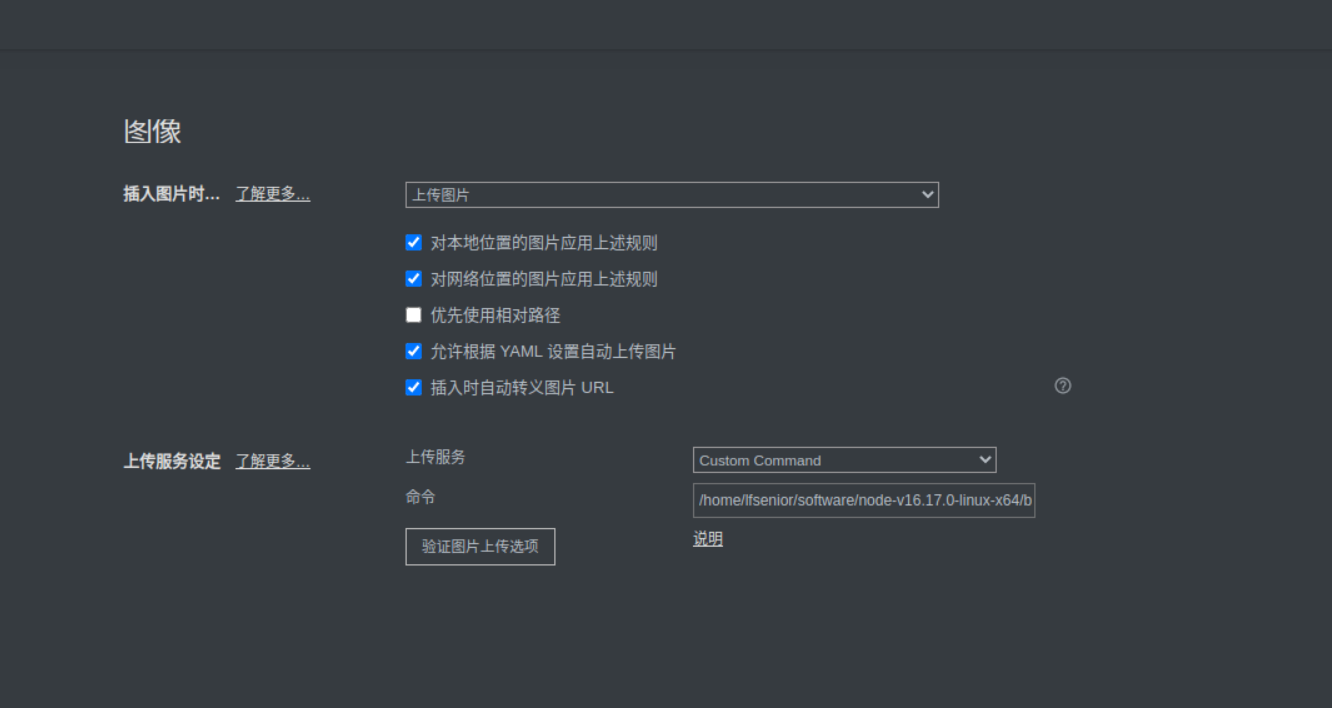 图像
插入图片时... 了解更多...
上传图片
对本地位置的图片应用上述规则
对网络位置的图片应用上述规则
优先使用相对路径
允许根据 YAML 设置自动上传图片
插入时自动转义图片 URL
上传服务设定 了解更多...
上传服务 Custom Command
命令 /home/lfsenior/software/node-v16.17.0-linux-x64/b
验证图片上传选项 说明